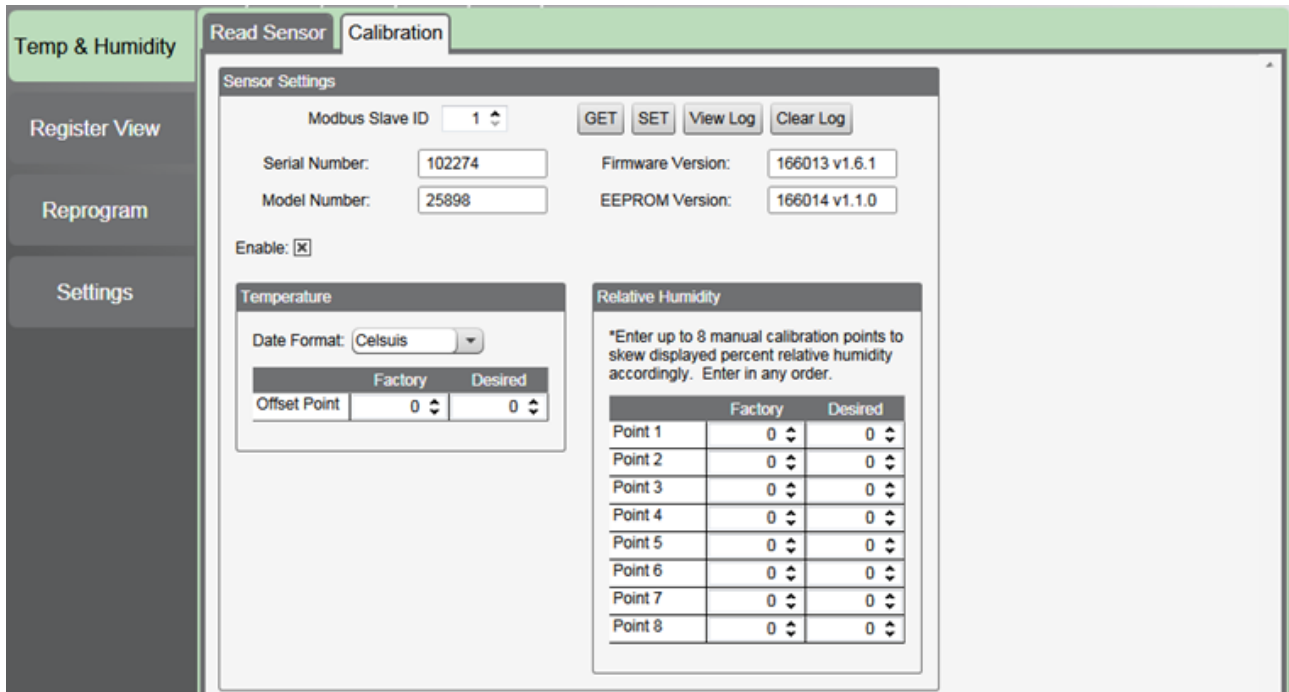 Temp & Humidity
Register View
Reprogram
Settings
Read Sensor Calibration
Sensor Settings
Modbus Slave ID 1 GET SET View Log Clear Log
Serial Number: 102274 Firmware Version: 166013 v1.6.1
Model Number: 25898 EEPROM Version: 166014 v1.1.0
Enable:
Temperature
Date Format: Celsuis
Factory Desired
Offset Point 0 0
Relative Humidity
*Enter up to 8 manual calibration points to
skew displayed percent relative humidity
accordingly. Enter in any order.
Factory Desired
Point 1 0 0
Point 2 0 0
Point 3 0 0
Point 4 0 0
Point 5 0 0
Point 6 0 0
Point 7 0 0
Point 8 0 0